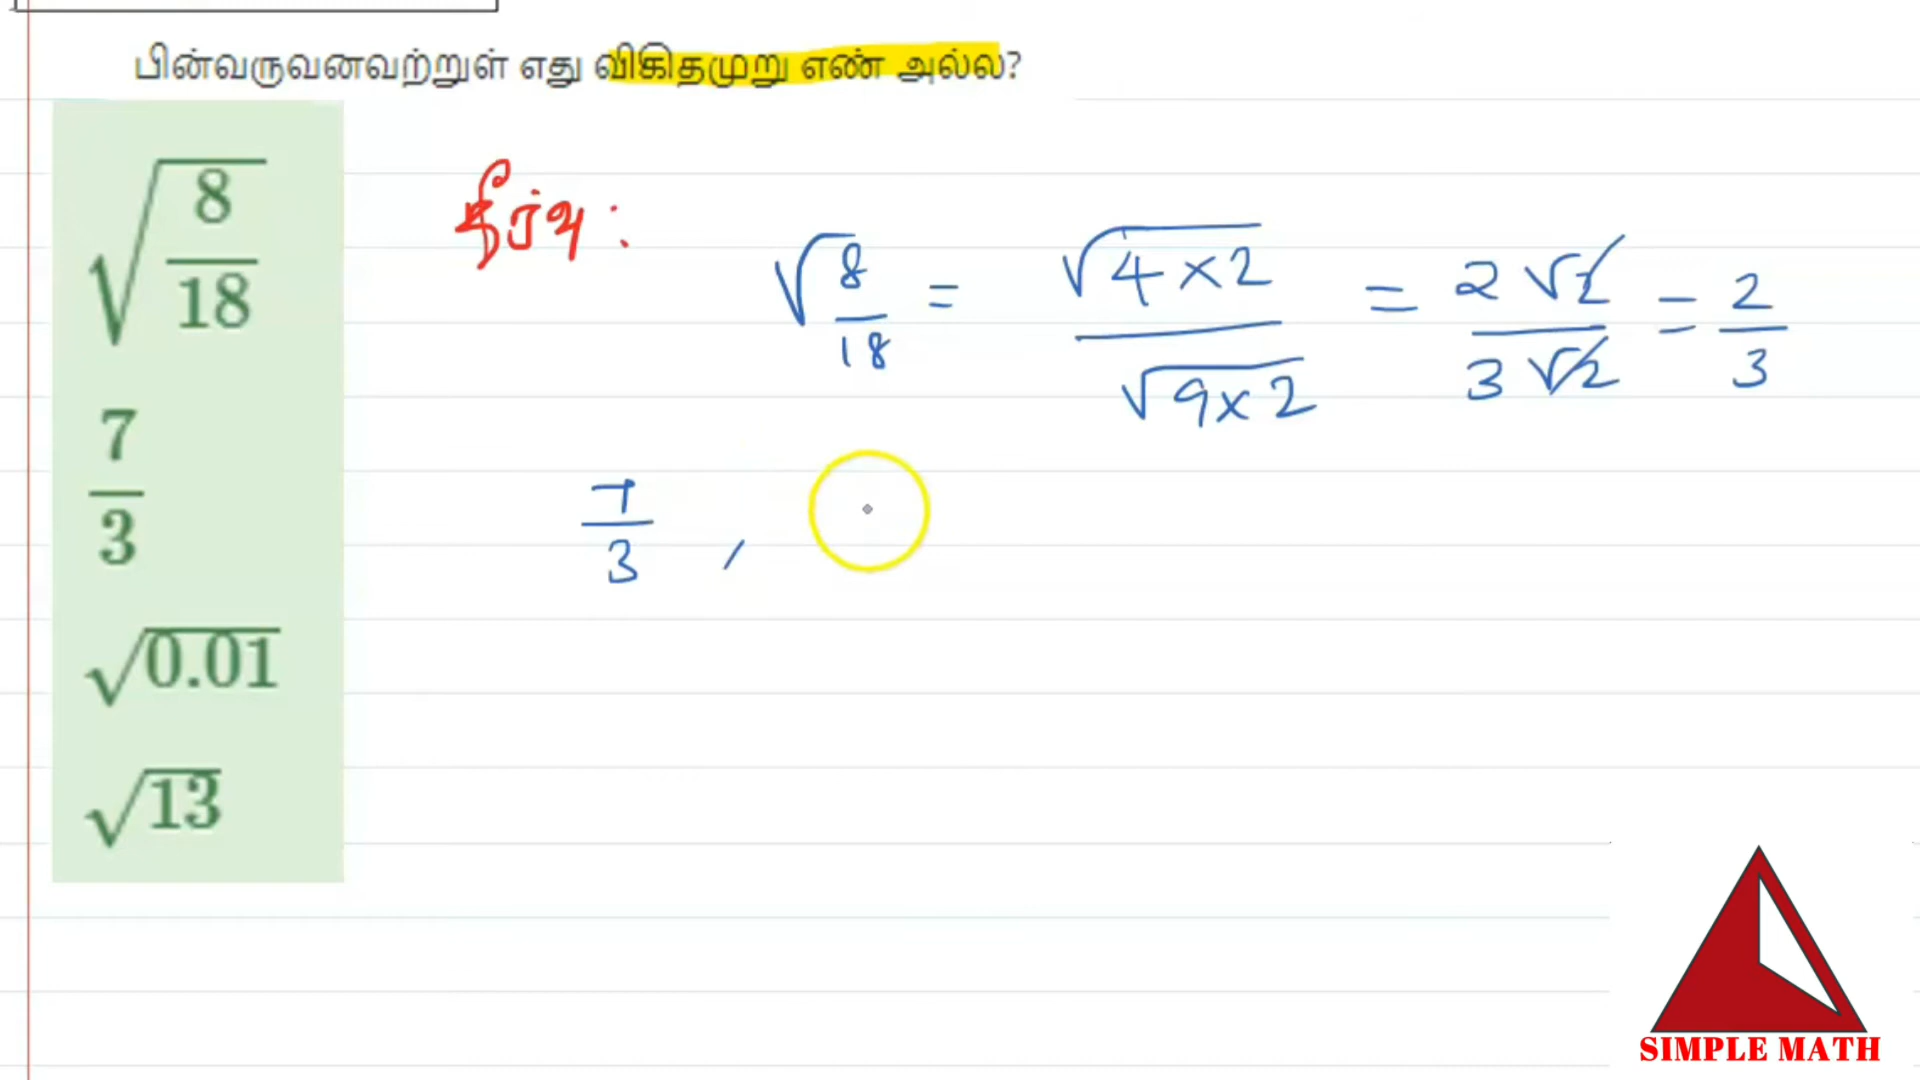 பின்வருவனவற்றுள் எது விகிதமுறு எண் அல்ல?
√(8/18)
7/3
√0.01
√13
தீர்வு :
√8/18 = √4×2 / √9×2 = 2√2 / 3√2 = 2/3
7/3 ,
SIMPLE MATH